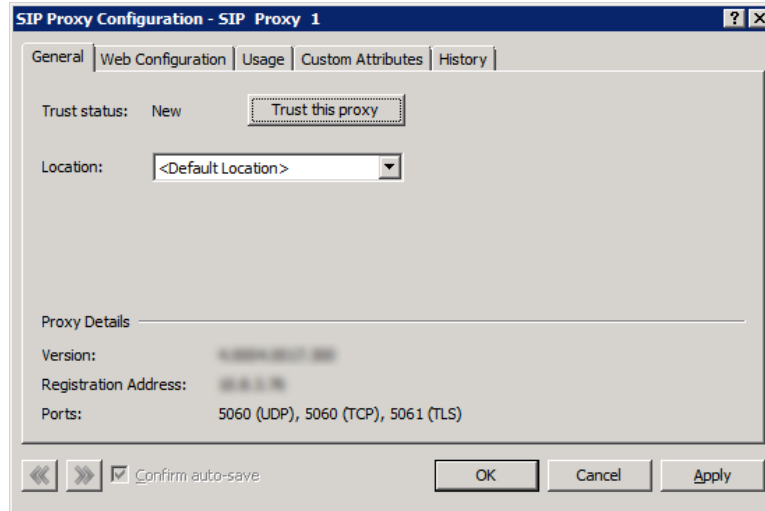 SIP Proxy Configuration - SIP Proxy 1
General Web Configuration Usage Custom Attributes History
Trust status: New Trust this proxy
Location: <Default Location>
Proxy Details
Version:
Registration Address:
Ports: 5060 (UDP), 5060 (TCP), 5061 (TLS)
Confirm auto-save OK Cancel Apply